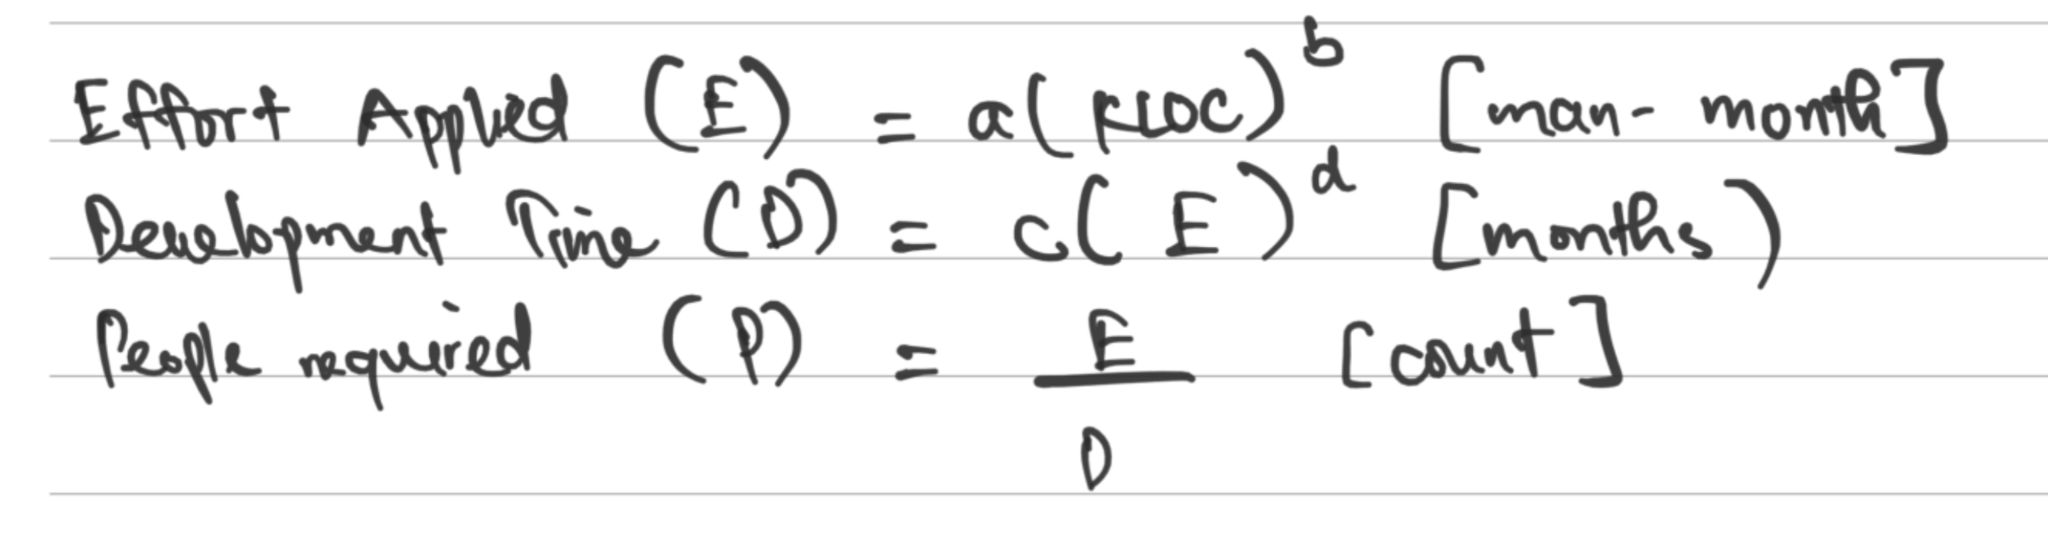 Effort Applied (E) = a(KLOC)^b [man-month]
Development Time (D) = c(E)^d [months)
People required (P) = E/D [count]